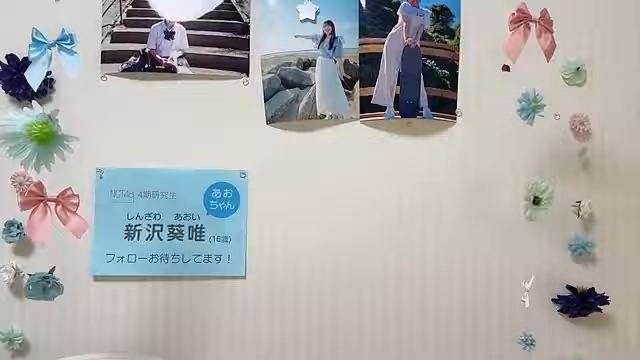 NGT48 4期研究生
あお
ちゃん
しんざわ あおい
新沢葵唯 (16歳)
フォローお待ちしてます！